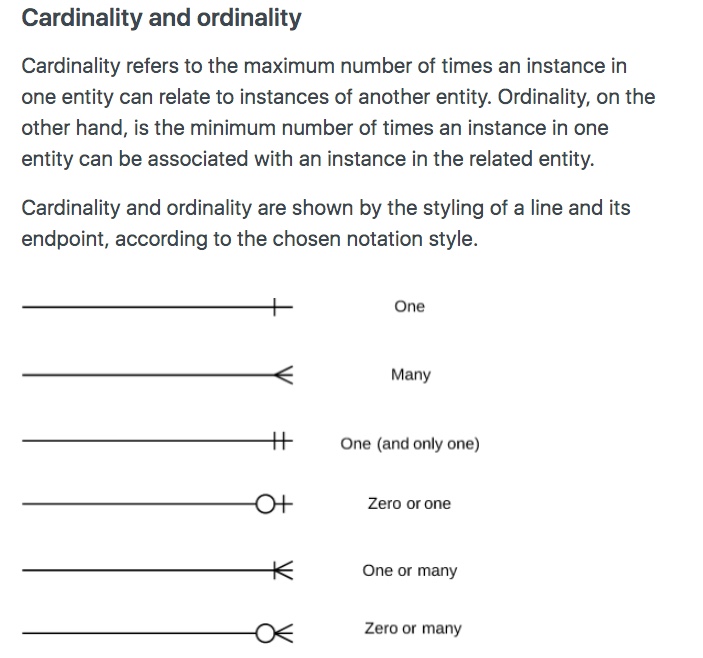 Cardinality and ordinality
Cardinality refers to the maximum number of times an instance in
one entity can relate to instances of another entity. Ordinality, on the
other hand, is the minimum number of times an instance in one
entity can be associated with an instance in the related entity.
Cardinality and ordinality are shown by the styling of a line and its
endpoint, according to the chosen notation style.
One
Many
One (and only one)
Zero or one
One or many
Zero or many